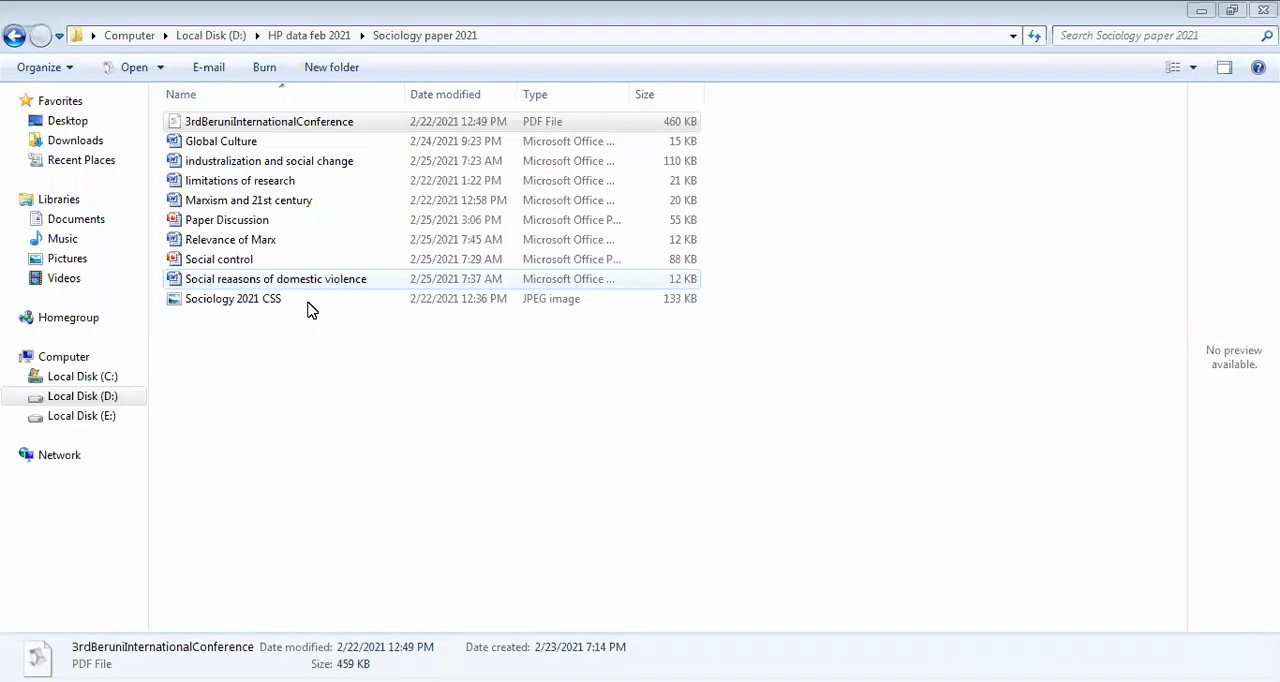 Computer Local Disk (D:) HP data feb 2021 Sociology paper 2021 Search Sociology paper 2021
Organize Open E-mail Burn New folder
Name Date modified Type Size
Favorites
Desktop
Downloads
Recent Places
Libraries
Documents
Music
Pictures
Videos
Homegroup
Computer
Local Disk (C:)
Local Disk (D:)
Local Disk (E:)
Network
3rdBeruniInternationalConference 2/22/2021 12:49 PM PDF File 460 KB
Global Culture 2/24/2021 9:23 PM Microsoft Office ... 15 KB
industralization and social change 2/25/2021 7:23 AM Microsoft Office ... 110 KB
limitations of research 2/22/2021 1:22 PM Microsoft Office ... 21 KB
Marxism and 21st century 2/22/2021 12:58 PM Microsoft Office ... 20 KB
Paper Discussion 2/25/2021 3:06 PM Microsoft Office P... 55 KB
Relevance of Marx 2/25/2021 7:45 AM Microsoft Office ... 12 KB
Social control 2/25/2021 7:29 AM Microsoft Office P... 88 KB
Social reaasons of domestic violence 2/25/2021 7:37 AM Microsoft Office ... 12 KB
Sociology 2021 CSS 2/22/2021 12:36 PM JPEG image 133 KB
No preview
available.
3rdBeruniInternationalConference Date modified: 2/22/2021 12:49 PM Date created: 2/23/2021 7:14 PM
PDF File Size: 459 KB